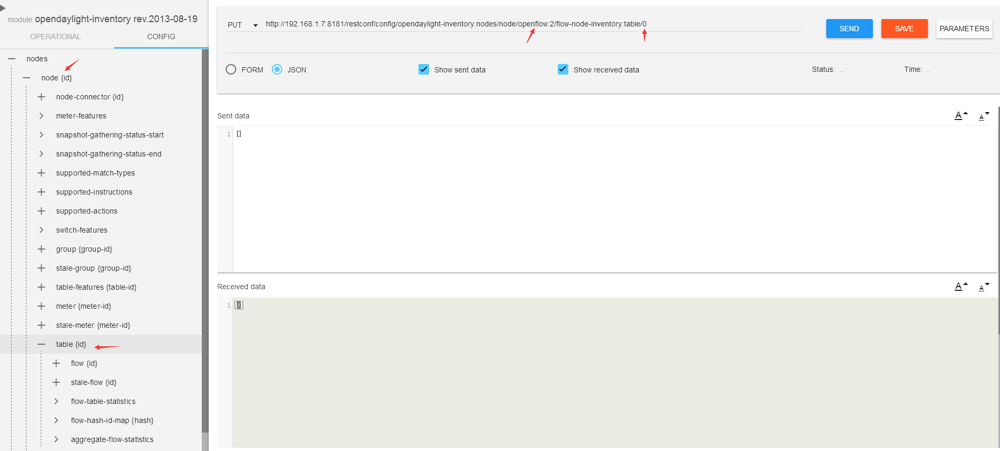 module opendaylight-inventory rev.2013-08-19
OPERATIONAL CONFIG
nodes
node {id}
node-connector {id}
meter-features
snapshot-gathering-status-start
snapshot-gathering-status-end
supported-match-types
supported-instructions
supported-actions
switch-features
group {group-id}
stale-group {group-id}
table-features {table-id}
meter {meter-id}
stale-meter {meter-id}
table {id}
flow {id}
stale-flow {id}
flow-table-statistics
flow-hash-id-map {hash}
aggregate-flow-statistics
PUT http://192.168.1.7:8181/restconf/config/opendaylight-inventory:nodes/node/openflow:2/flow-node-inventory:table/0
SEND SAVE PARAMETERS
FORM JSON Show sent data Show received data Status: ... Time: ...
Sent data A A
1 {}
Received data A A
1 {}